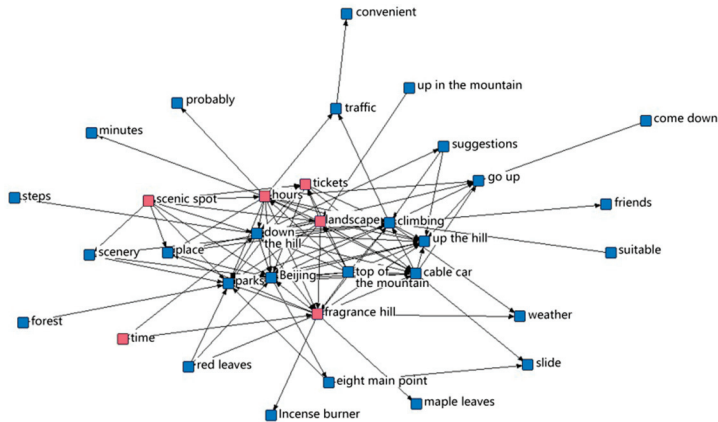 convenient
up in the mountain
probably
traffic
come down
minutes
suggestions
go up
tickets
steps
scenic spot
hours
friends
landscape
climbing
down
the hill
up the hill
scenery
place
suitable
parks
Beijing
top of
the mountain
cable car
fragrance hill
weather
forest
time
red leaves
slide
eight main point
maple leaves
Incense burner